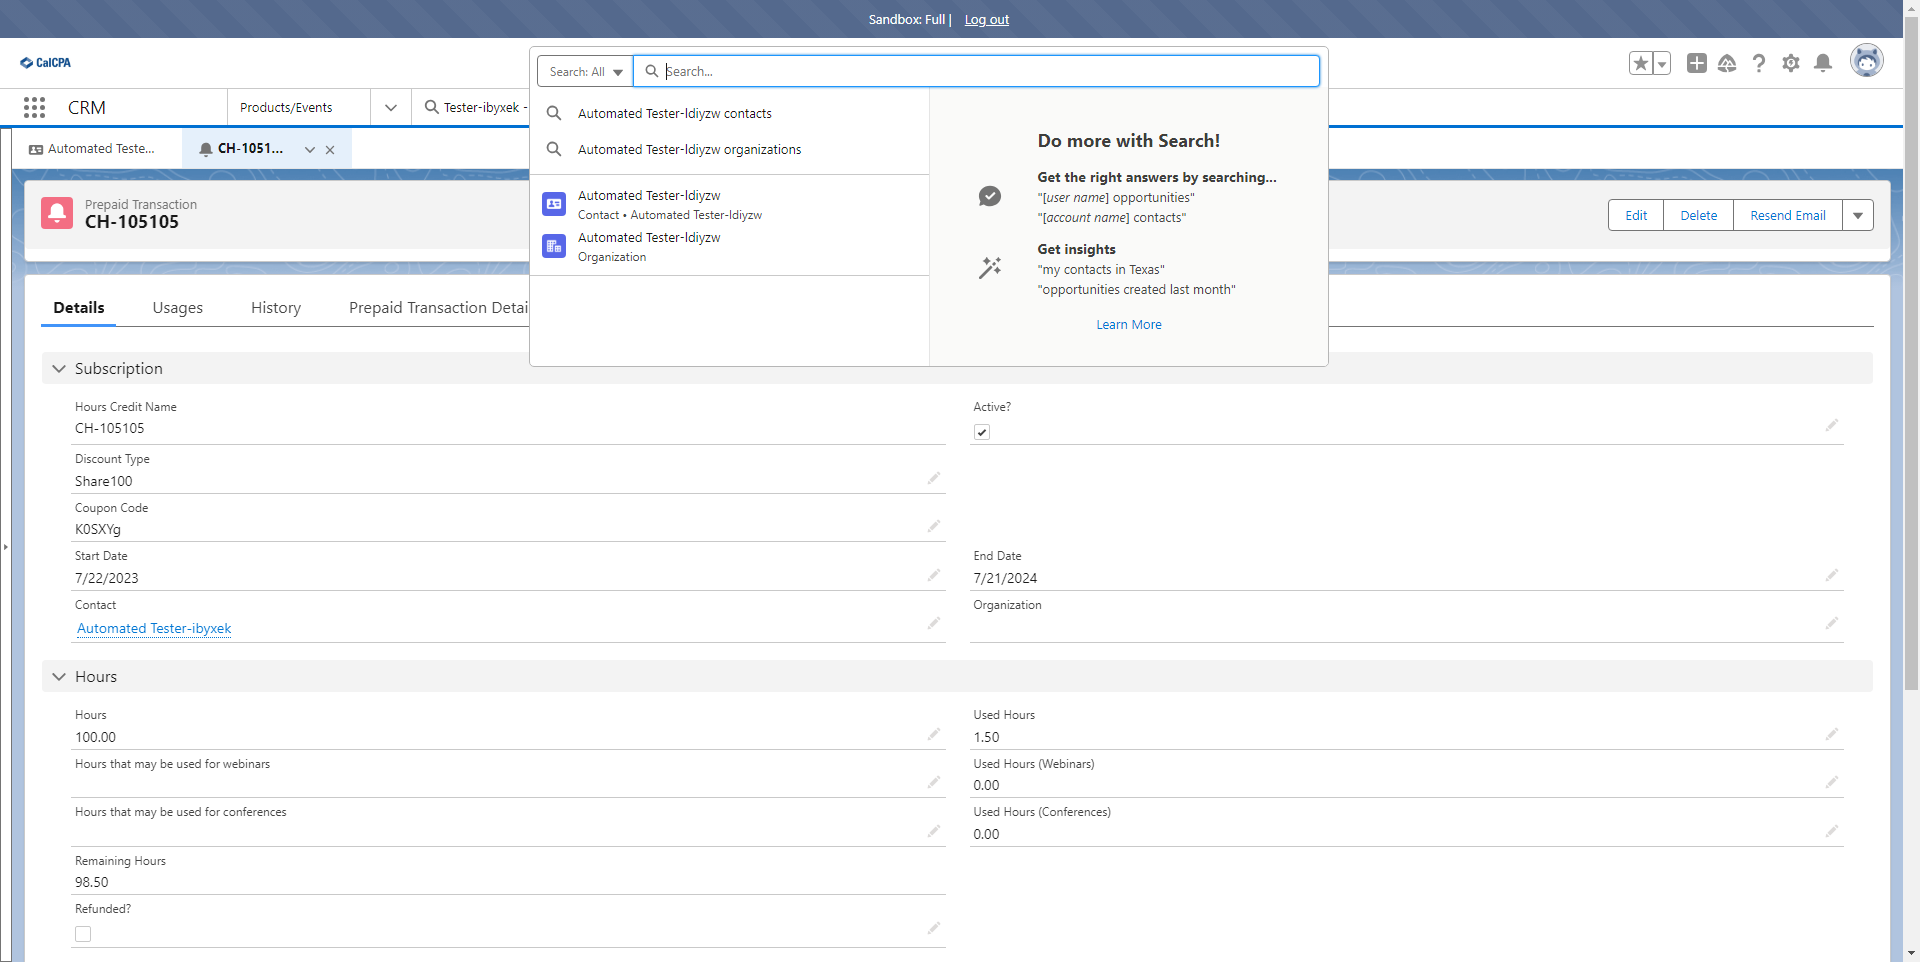 Sandbox: Full | Log out
CalCPA
Search: All
Search...
CRM
Products/Events
Tester-ibyxek -
Automated Tester-ldiyzw contacts
Automated Tester-ldiyzw organizations
Automated Tester-ldiyzw
Contact • Automated Tester-ldiyzw
Automated Tester-ldiyzw
Organization
Do more with Search!
Get the right answers by searching...
"[user name] opportunities"
"[account name] contacts"
Get insights
"my contacts in Texas"
"opportunities created last month"
Learn More
Automated Teste...
CH-1051...
Prepaid Transaction
CH-105105
Edit
Delete
Resend Email
Details
Usages
History
Prepaid Transaction Detai
Subscription
Hours Credit Name
CH-105105
Active?
Discount Type
Share100
Coupon Code
K0SXYg
Start Date
7/22/2023
End Date
7/21/2024
Contact
Automated Tester-ibyxek
Organization
Hours
Hours
100.00
Used Hours
1.50
Hours that may be used for webinars
Used Hours (Webinars)
0.00
Hours that may be used for conferences
Used Hours (Conferences)
0.00
Remaining Hours
98.50
Refunded?